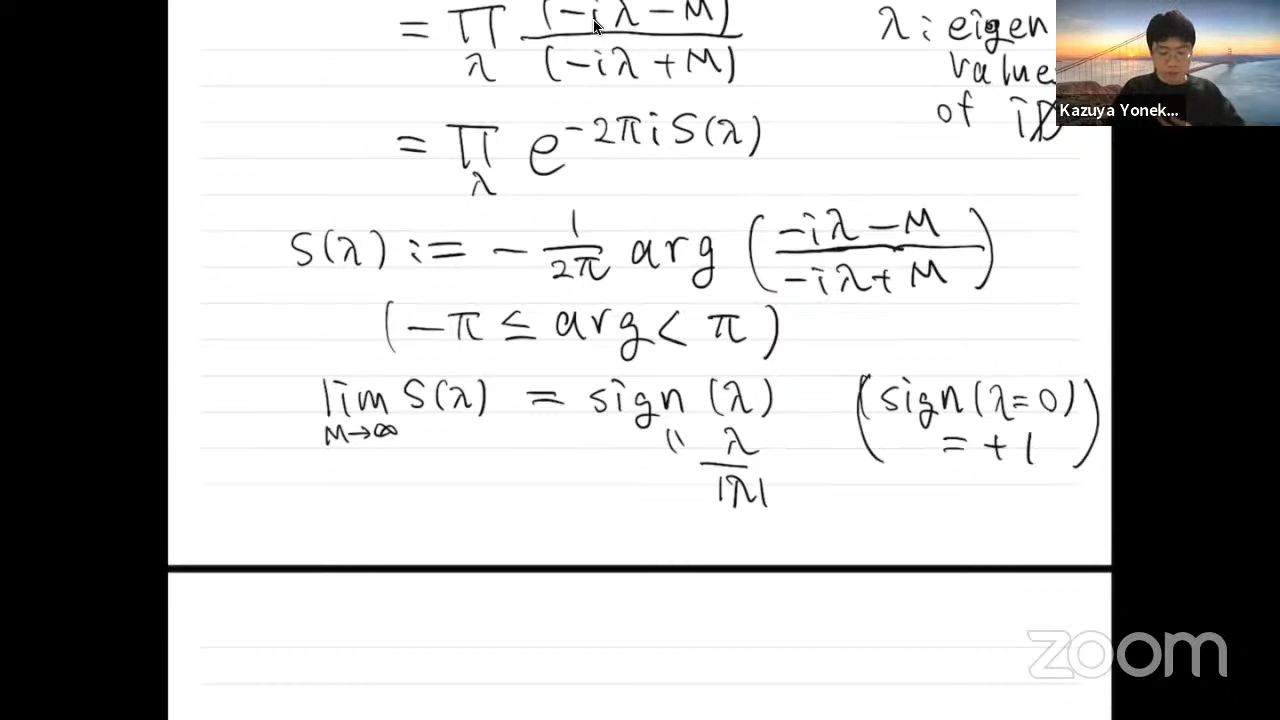 = ∏_λ (-iλ-M)/(-iλ+M)
λ : eigen
value
of iD̸
= ∏_λ e^{-2πi S(λ)}
S(λ) := -1/2π arg ((-iλ-M)/(-iλ+M))
(-π ≤ arg < π)
lim_{M→∞} S(λ) = sign(λ) (sign(λ=0)
= +1)
" λ/|λ|
Kazuya Yonek...
zoom